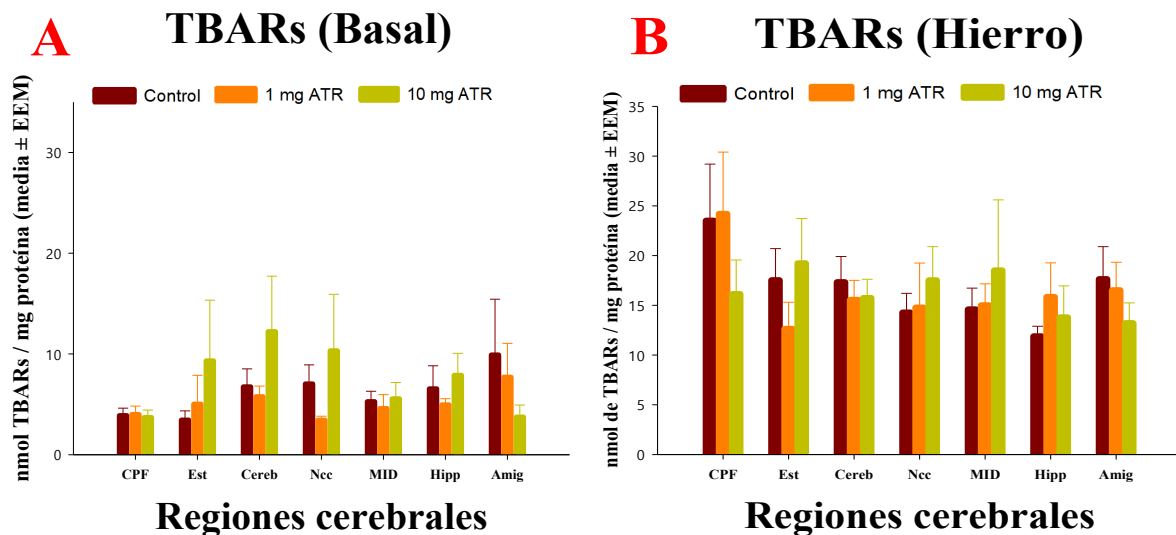 A
TBARs (Basal)
Control
1 mg ATR
10 mg ATR
nmol TBARs / mg proteína (media ± EEM)
30
20
10
0
CPF
Est
Cereb
Ncc
MID
Hipp
Amig
Regiones cerebrales
B
TBARs (Hierro)
Control
1 mg ATR
10 mg ATR
nmol de TBARs / mg proteína (media ± EEM)
35
30
25
20
15
10
5
0
CPF
Est
Cereb
Ncc
MID
Hipp
Amig
Regiones cerebrales